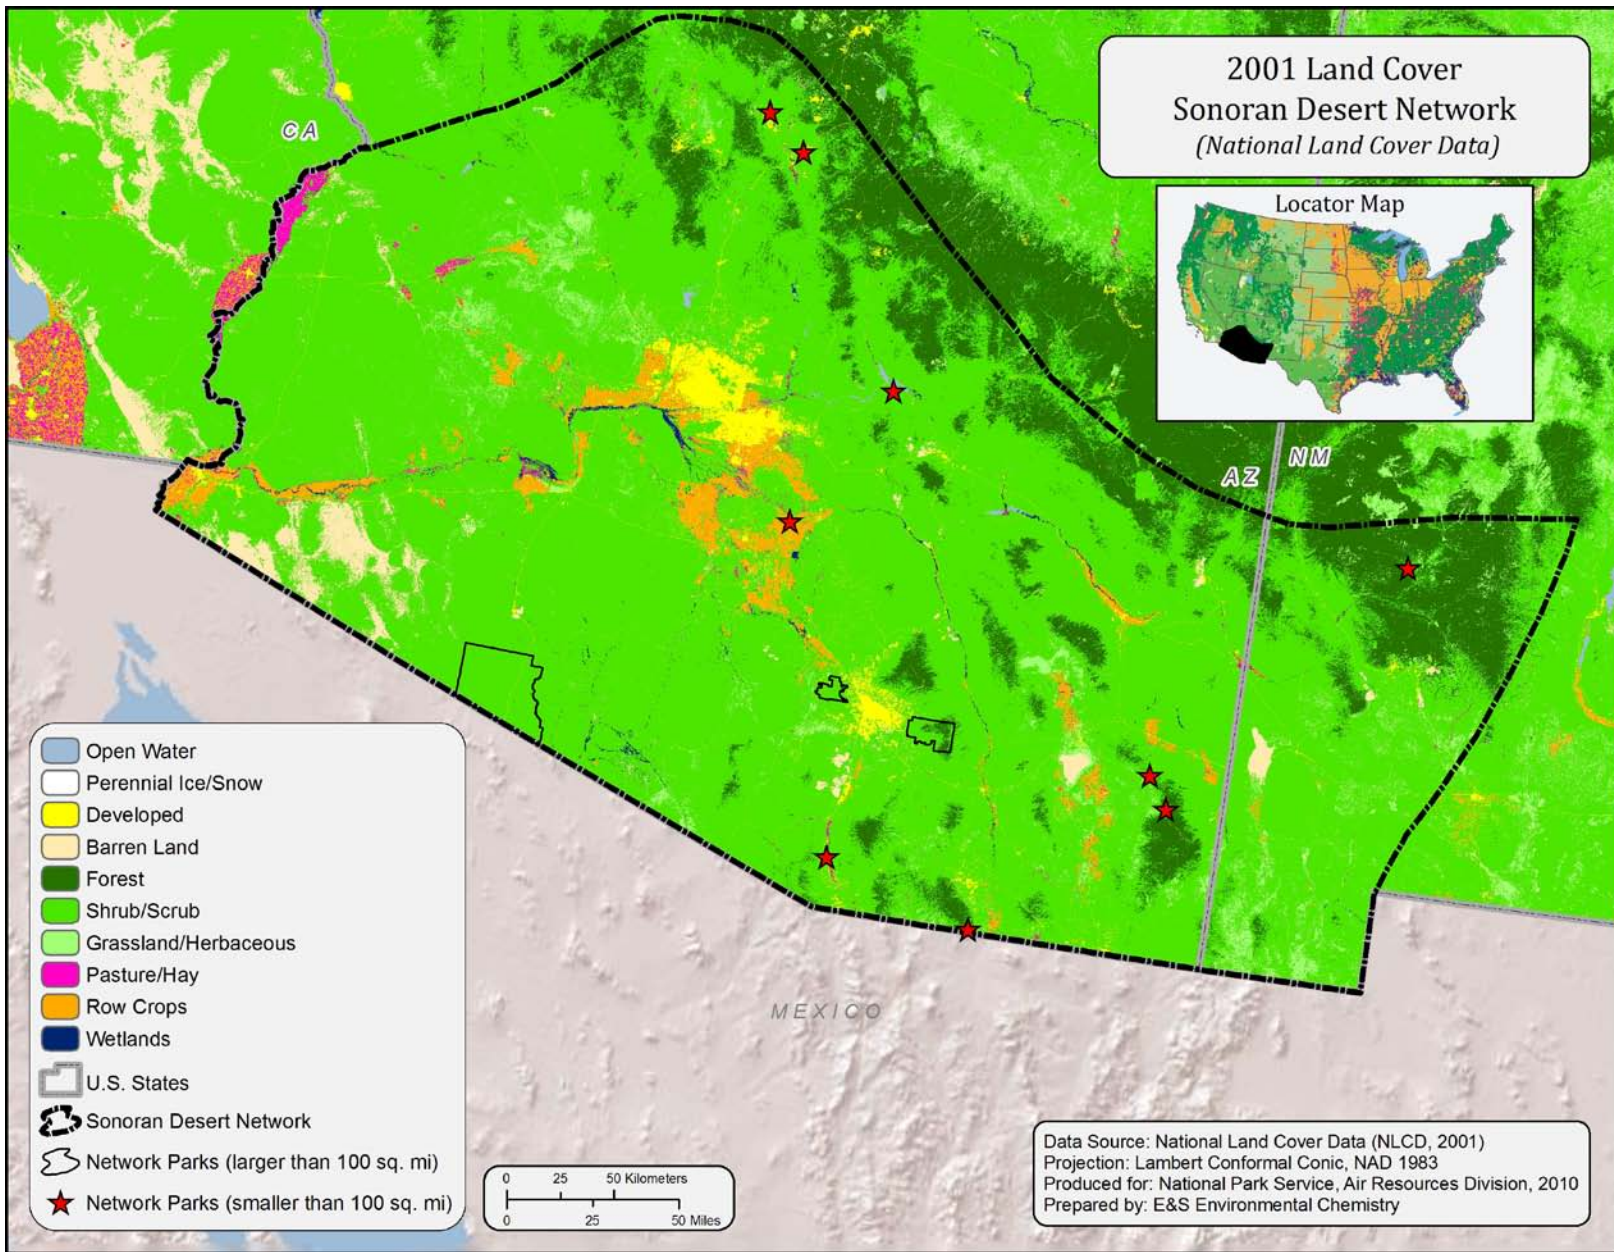 2001 Land Cover
Sonoran Desert Network
(National Land Cover Data)
Locator Map
CA
AZ
NM
MEXICO
Open Water
Perennial Ice/Snow
Developed
Barren Land
Forest
Shrub/Scrub
Grassland/Herbaceous
Pasture/Hay
Row Crops
Wetlands
U.S. States
Sonoran Desert Network
Network Parks (larger than 100 sq. mi)
Network Parks (smaller than 100 sq. mi)
0 25 50 Kilometers
0 25 50 Miles
Data Source: National Land Cover Data (NLCD, 2001)
Projection: Lambert Conformal Conic, NAD 1983
Produced for: National Park Service, Air Resources Division, 2010
Prepared by: E&S Environmental Chemistry